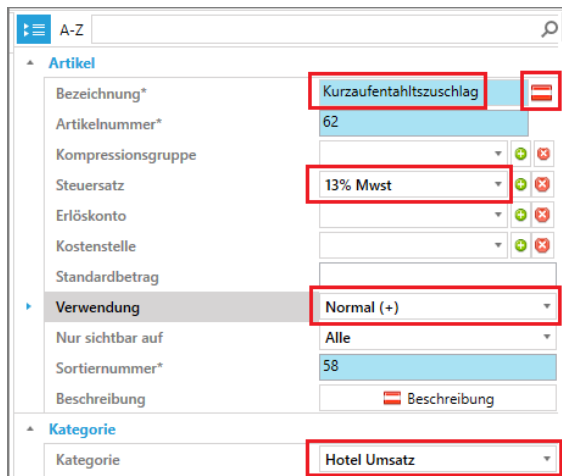 A-Z
Artikel
Bezeichnung* Kurzaufentahltszuschlag
Artikelnummer* 62
Kompressionsgruppe
Steuersatz 13% Mwst
Erlöskonto
Kostenstelle
Standardbetrag
Verwendung Normal (+)
Nur sichtbar auf Alle
Sortiernummer* 58
Beschreibung Beschreibung
Kategorie
Kategorie Hotel Umsatz